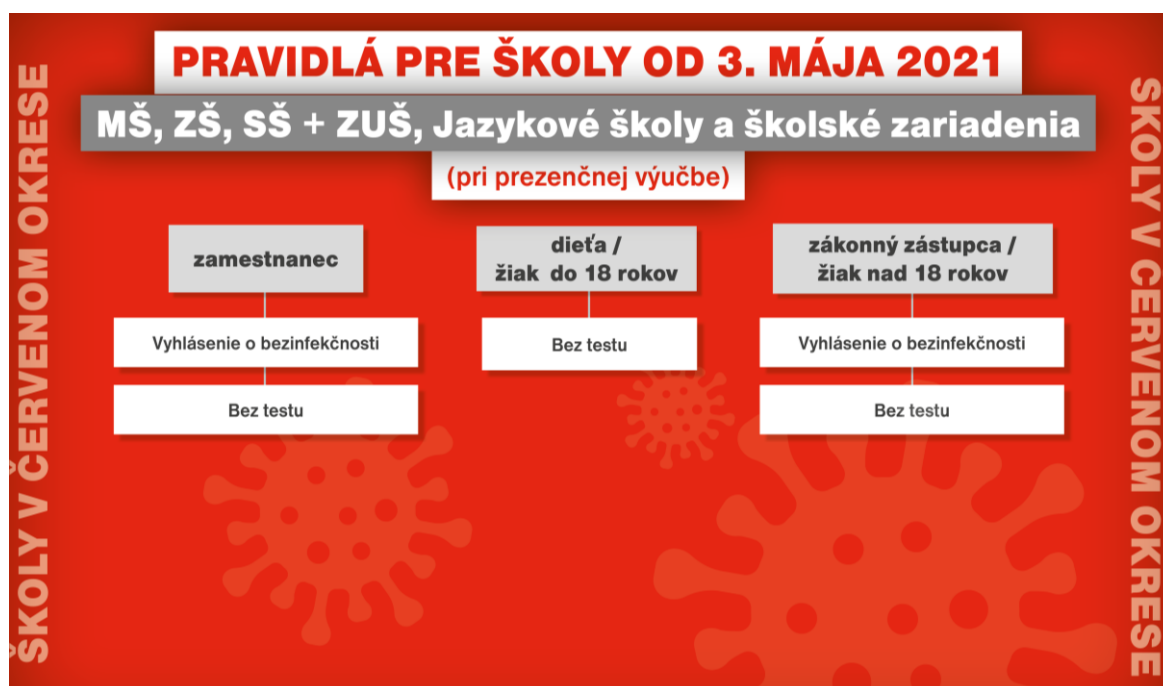 PRAVIDLÁ PRE ŠKOLY OD 3. MÁJA 2021
MŠ, ZŠ, SŠ + ZUŠ, Jazykové školy a školské zariadenia
(pri prezenčnej výučbe)
ŠKOLY V ČERVENOM OKRESE
zamestnanec
Vyhlásenie o bezinfekčnosti
Bez testu
dieťa /
žiak do 18 rokov
Bez testu
zákonný zástupca /
žiak nad 18 rokov
Vyhlásenie o bezinfekčnosti
Bez testu
ŠKOLY V ČERVENOM OKRESE